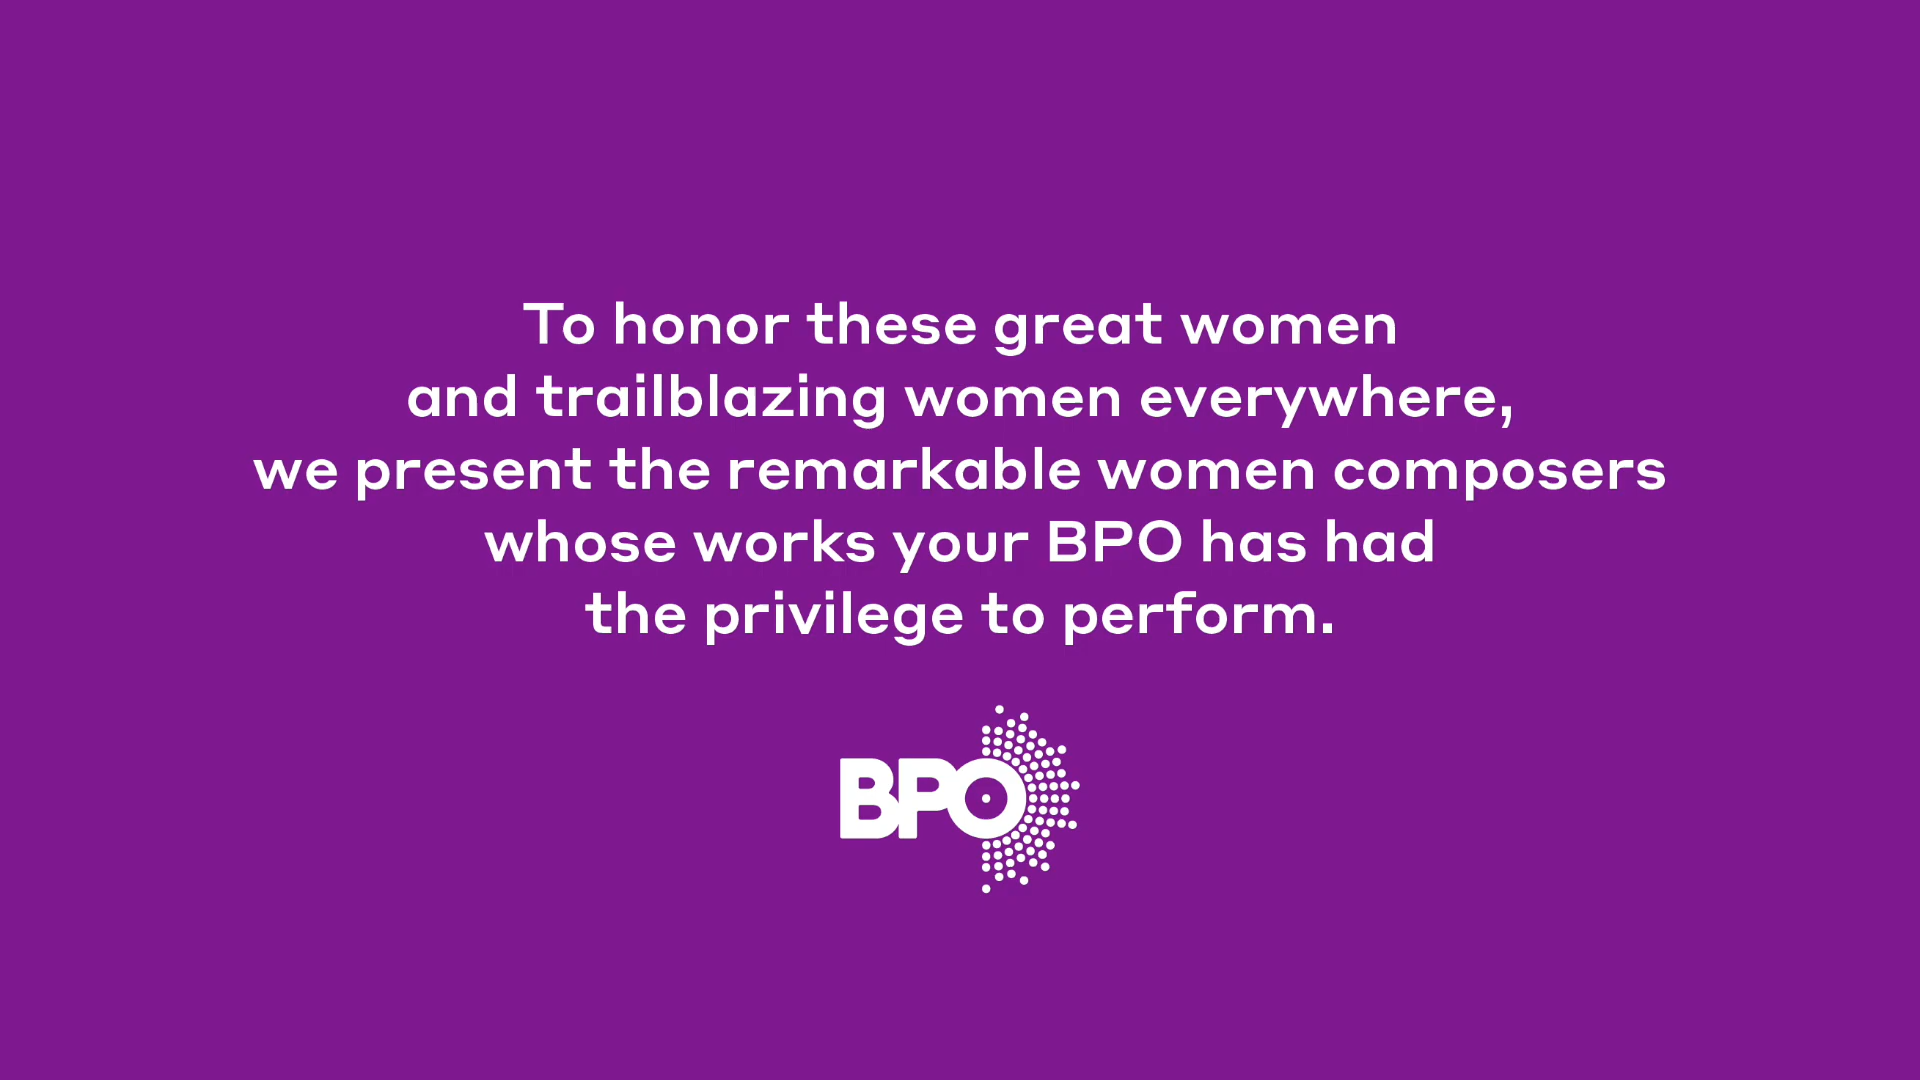 To honor these great women
and trailblazing women everywhere,
we present the remarkable women composers
whose works your BPO has had
the privilege to perform.
BPO